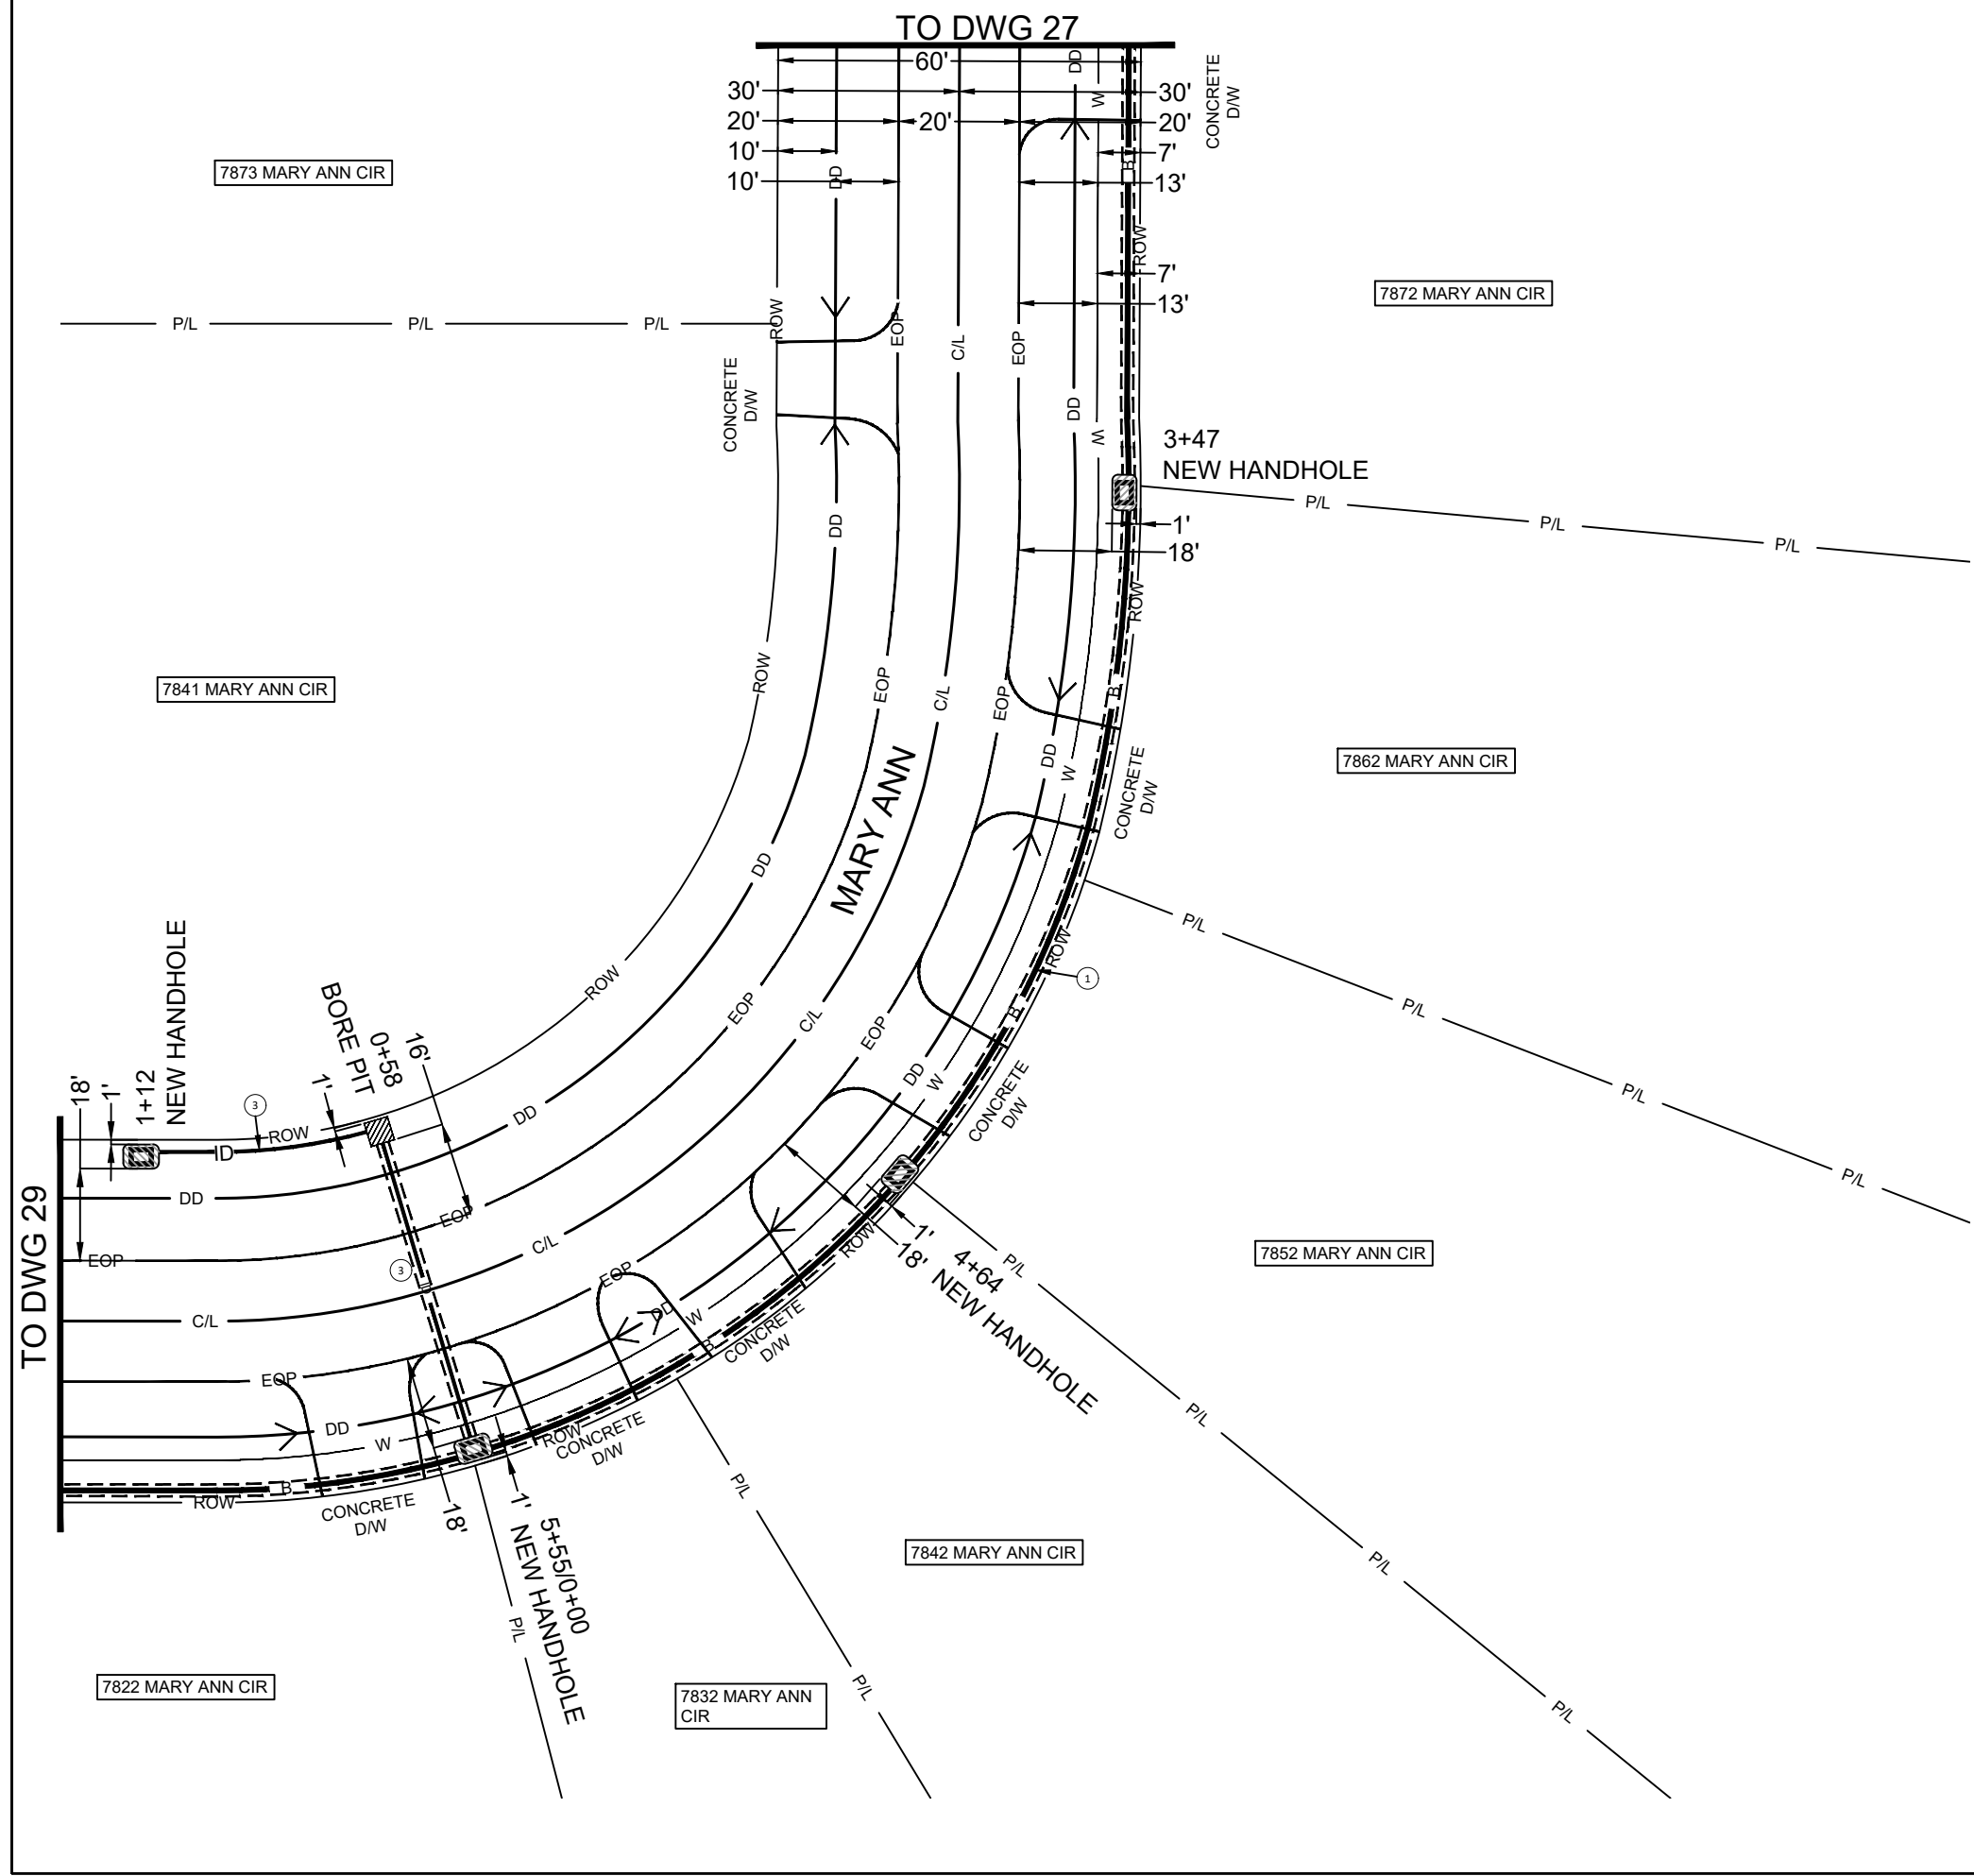 TO DWG 27
60'
30'
30'
20'
20'
20'
10'
7'
10'
13'
DD
DD
W
B
CONCRETE
D/W
7873 MARY ANN CIR
ROW
7'
13'
7872 MARY ANN CIR
P/L
P/L
P/L
ROW
EOP
C/L
EOP
DD
W
CONCRETE
D/W
3+47
NEW HANDHOLE
P/L
P/L
P/L
1'
18'
DD
ROW
7841 MARY ANN CIR
ROW
EOP
C/L
EOP
B
DD
W
CONCRETE
D/W
7862 MARY ANN CIR
MARY ANN
DD
P/L
P/L
P/L
P/L
ROW
1
B
ROW
EOP
C/L
EOP
DD
W
CONCRETE
D/W
18'
1'
1+12
NEW HANDHOLE
3
ROW
ID
1'
BORE PIT
0+58
16'
DD
DD
EOP
EOP
C/L
C/L
3
TO DWG 29
EOP
DD
W
B
ROW
CONCRETE
D/W
1'
18'
4+64
NEW HANDHOLE
P/L
P/L
P/L
P/L
7852 MARY ANN CIR
EOP
DD
W
B
ROW
CONCRETE
D/W
ROW
CONCRETE
D/W
18'
1'
5+55/0+00
NEW HANDHOLE
P/L
P/L
P/L
7842 MARY ANN CIR
7822 MARY ANN CIR
7832 MARY ANN
CIR